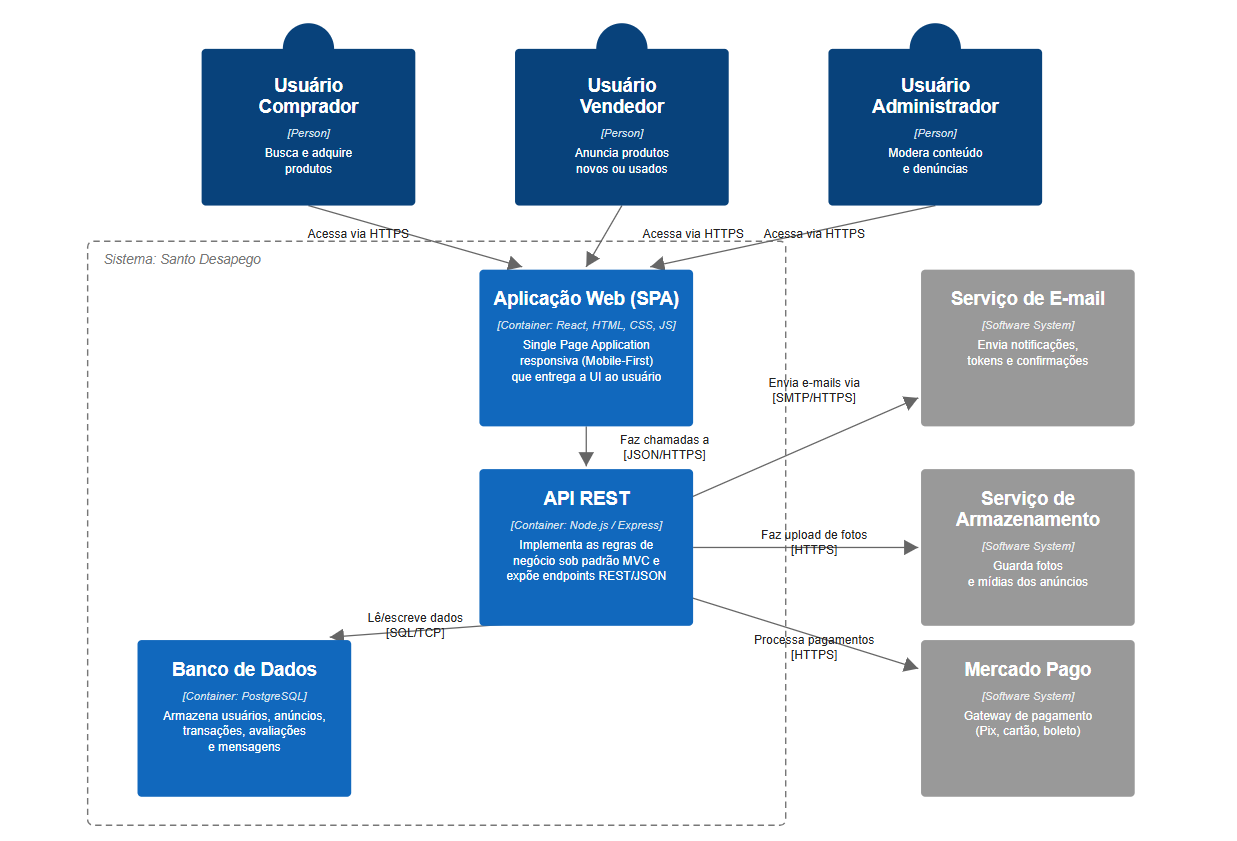 Usuário
Comprador
[Person]
Busca e adquire
produtos
Usuário
Vendedor
[Person]
Anuncia produtos
novos ou usados
Usuário
Administrador
[Person]
Modera conteúdo
e denúncias
Acessa via HTTPS
Acessa via HTTPS
Acessa via HTTPS
Sistema: Santo Desapego
Aplicação Web (SPA)
[Container: React, HTML, CSS, JS]
Single Page Application
responsiva (Mobile-First)
que entrega a UI ao usuário
Serviço de E-mail
[Software System]
Envia notificações,
tokens e confirmações
Envia e-mails via
[SMTP/HTTPS]
Faz chamadas a
[JSON/HTTPS]
API REST
[Container: Node.js / Express]
Implementa as regras de
negócio sob padrão MVC e
expõe endpoints REST/JSON
Faz upload de fotos
[HTTPS]
Serviço de
Armazenamento
[Software System]
Guarda fotos
e mídias dos anúncios
Lê/escreve dados
[SQL/TCP]
Processa pagamentos
[HTTPS]
Banco de Dados
[Container: PostgreSQL]
Armazena usuários, anúncios,
transações, avaliações
e mensagens
Mercado Pago
[Software System]
Gateway de pagamento
(Pix, cartão, boleto)